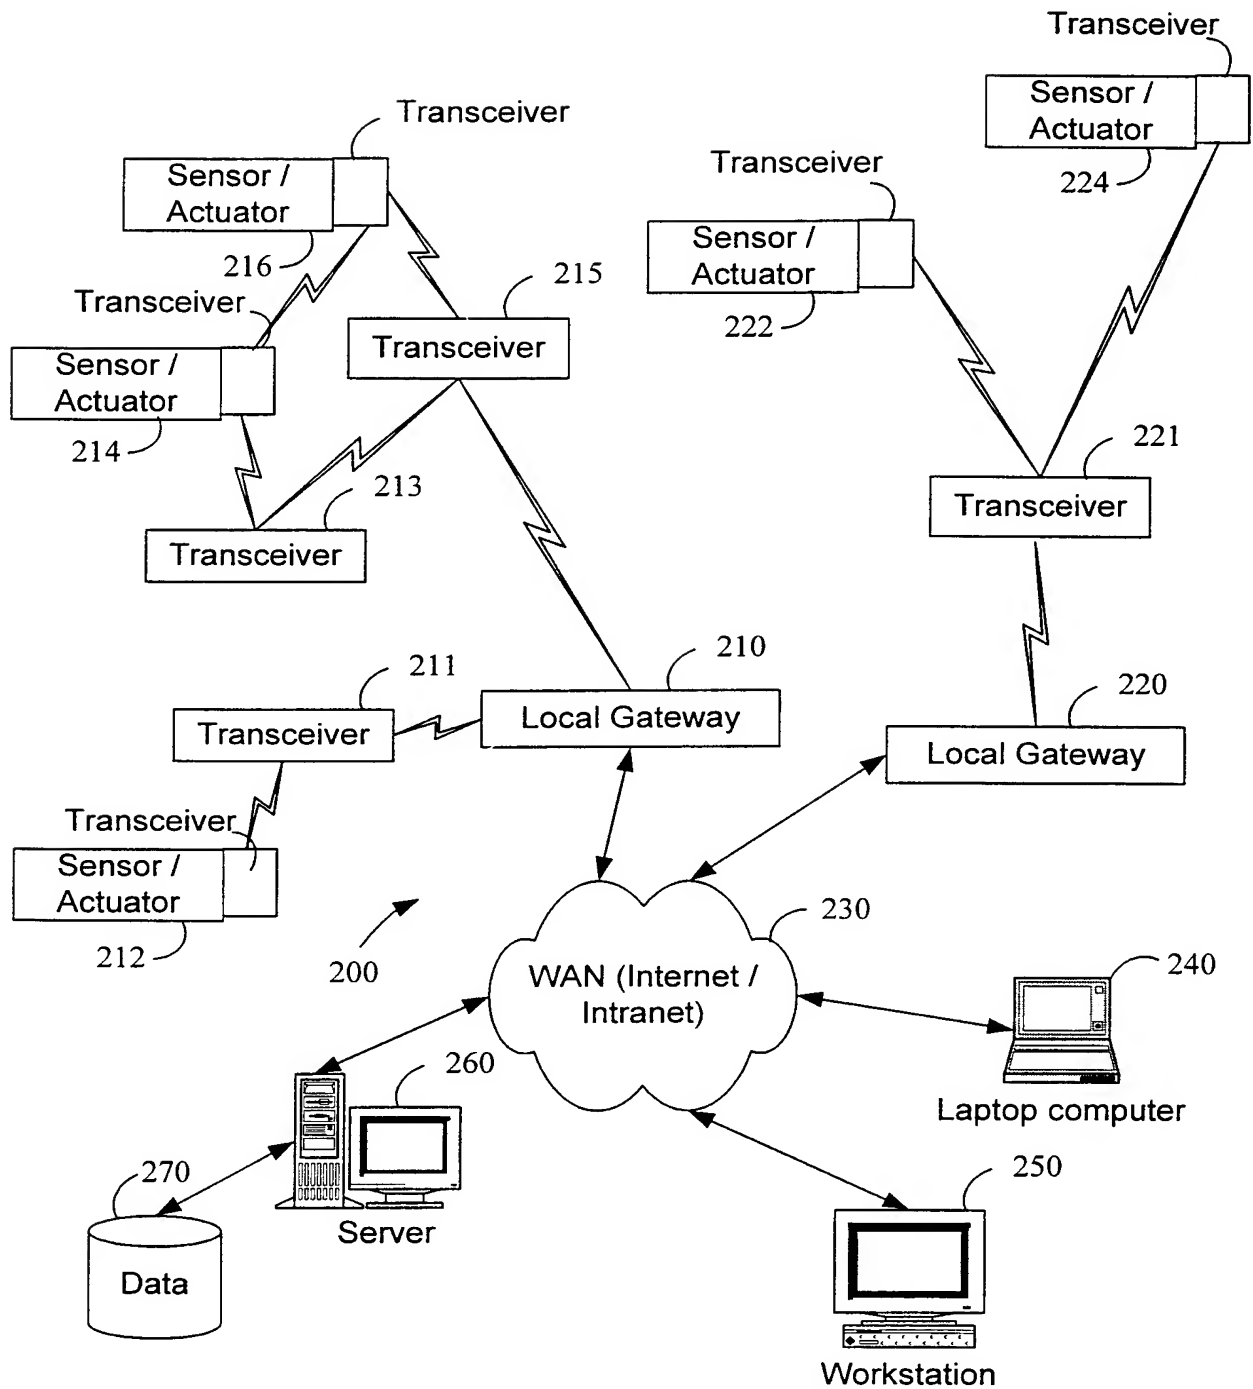 Transceiver
Sensor /
Actuator
224
Transceiver
Sensor /
Actuator
216
Transceiver
Sensor /
Actuator
222
215
Transceiver
Transceiver
Sensor /
Actuator
214
221
Transceiver
213
Transceiver
210
Local Gateway
211
Transceiver
220
Local Gateway
Transceiver
Sensor /
Actuator
212
200
230
WAN (Internet /
Intranet)
240
Laptop computer
260
Server
270
Data
250
Workstation